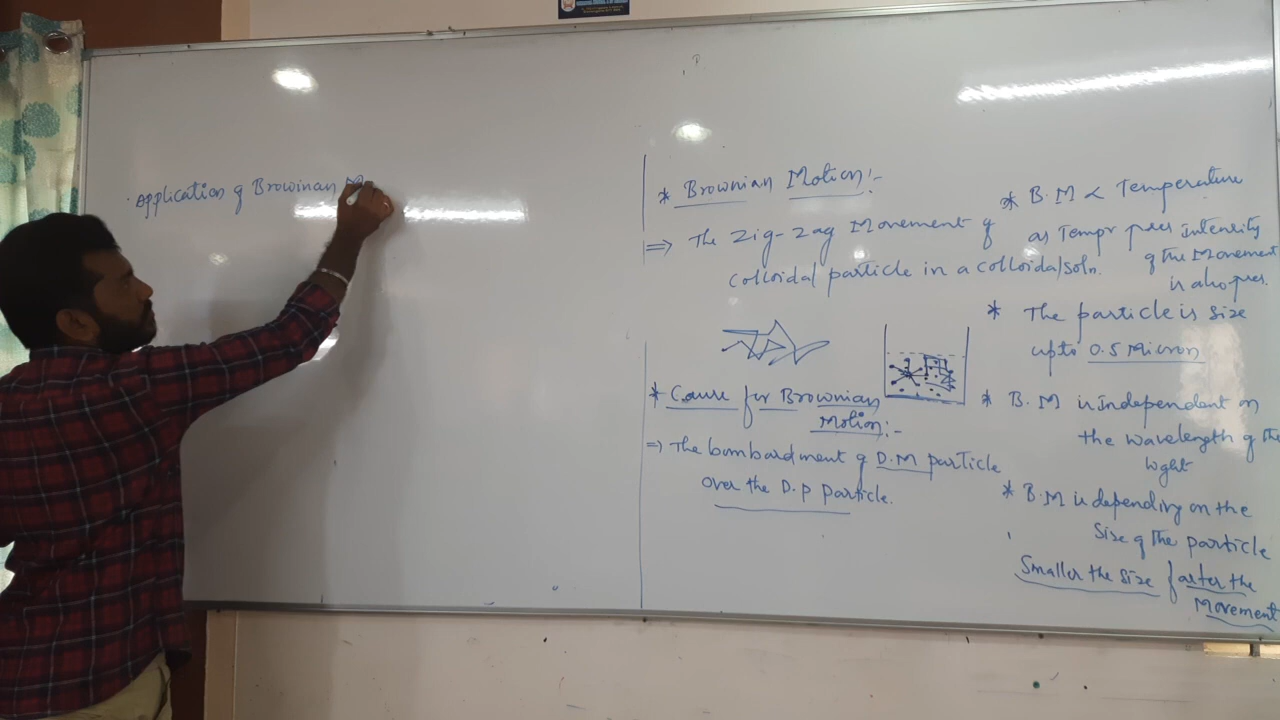 Application of Browinan M
* Brownian Motion:-
⇒ The Zig-Zag Movement of
colloidal particle in a colloidal soln.
* Cause for Brownian
Motion:-
⇒ The bombardment of D.M particle
over the D.P particle.
* B.M ∝ Temperature
as Tempr Intensity
of the Movement
is also
* The particle is size
upto 0.5 Micron
* B.M is independent on
the wavelength of the
light
* B.M is depending on the
Size of the particle
Smaller the size faster the
Movement